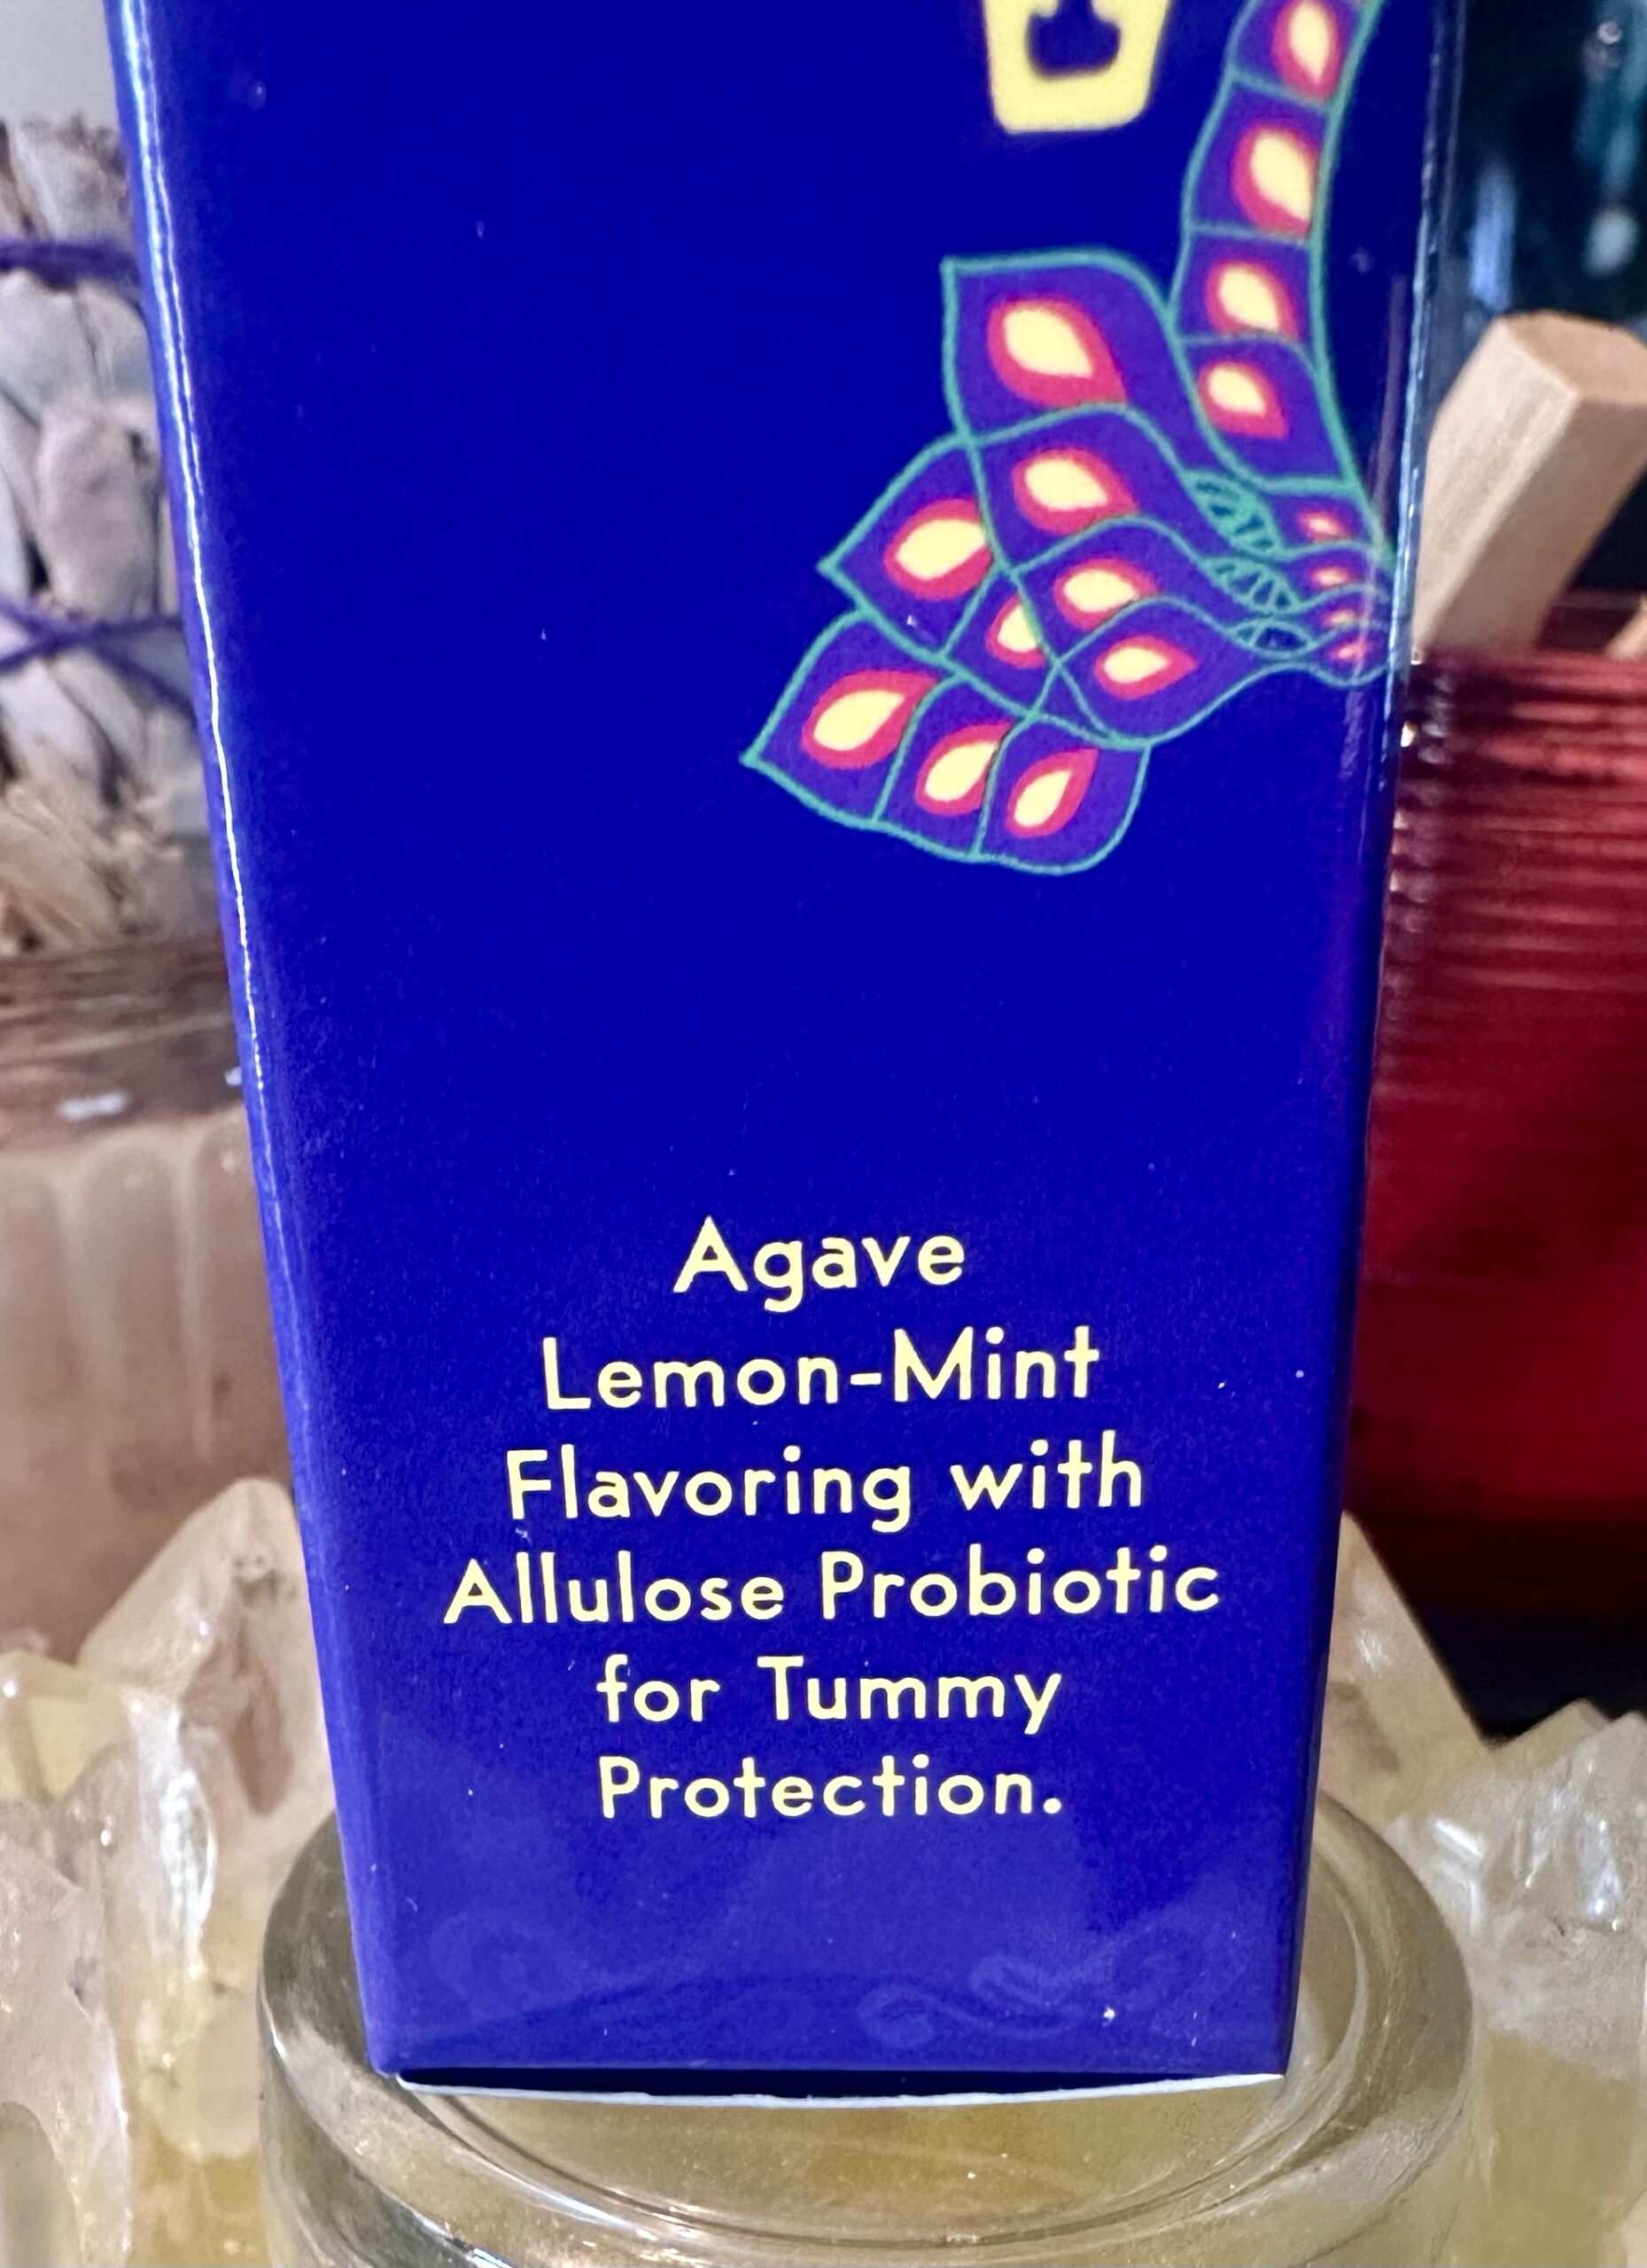 Agave
Lemon-Mint
Flavoring with
Allulose Probiotic
for Tummy
Protection.